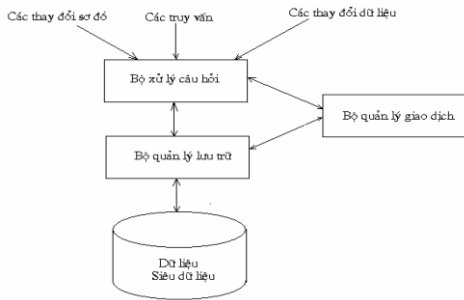 Các thay đổi sơ đồ
Các truy vấn
Các thay đổi dữ liệu
Bộ xử lý câu hỏi
Bộ quản lý giao dịch
Bộ quản lý lưu trữ
Dữ liệu
Siêu dữ liệu